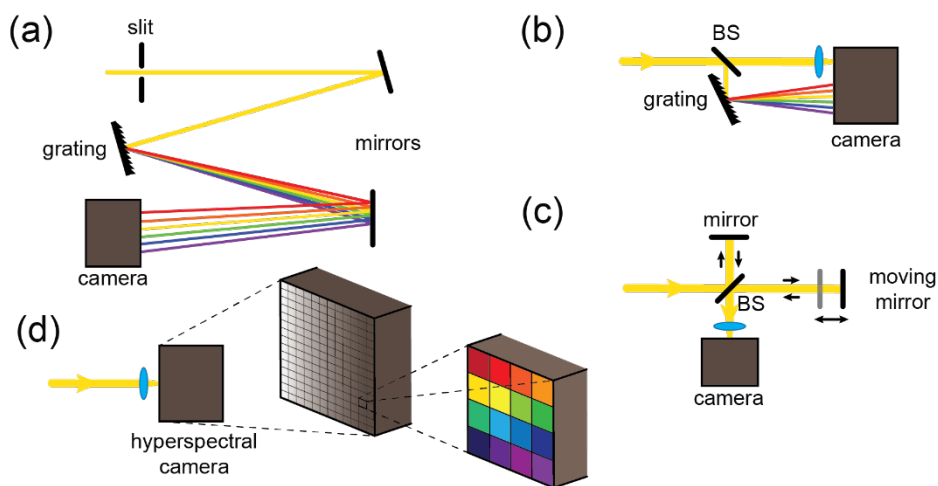 (a)
slit
grating
mirrors
camera
(b)
BS
grating
camera
(c)
mirror
BS
moving
mirror
camera
(d)
hyperspectral
camera